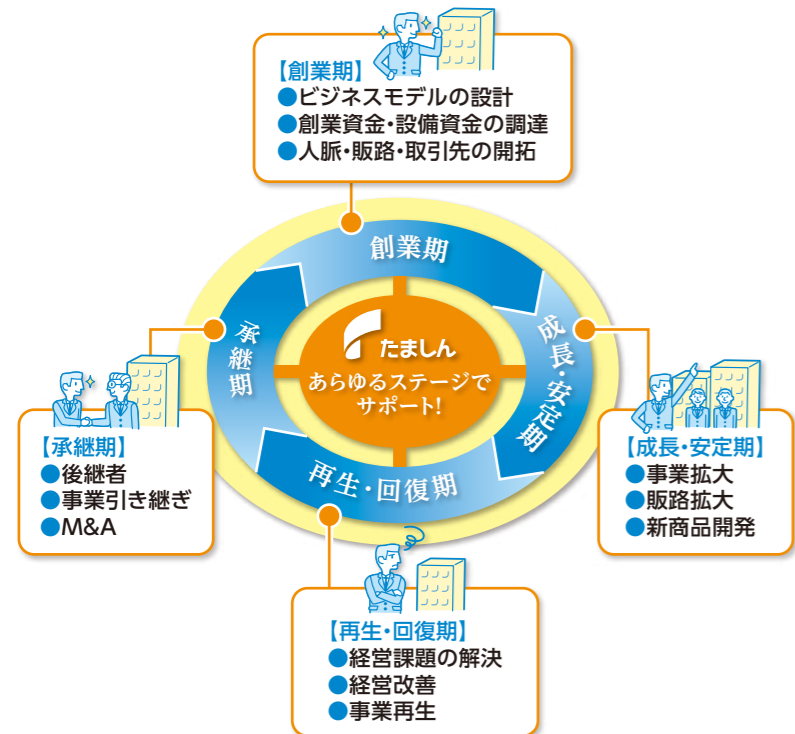 【創業期】
●ビジネスモデルの設計
●創業資金・設備資金の調達
●人脈・販路・取引先の開拓
創業期
成長・安定期
再生・回復期
承継期
たましん
あらゆるステージで
サポート!
【承継期】
●後継者
●事業引き継ぎ
●M&A
【成長・安定期】
●事業拡大
●販路拡大
●新商品開発
【再生・回復期】
●経営課題の解決
●経営改善
●事業再生